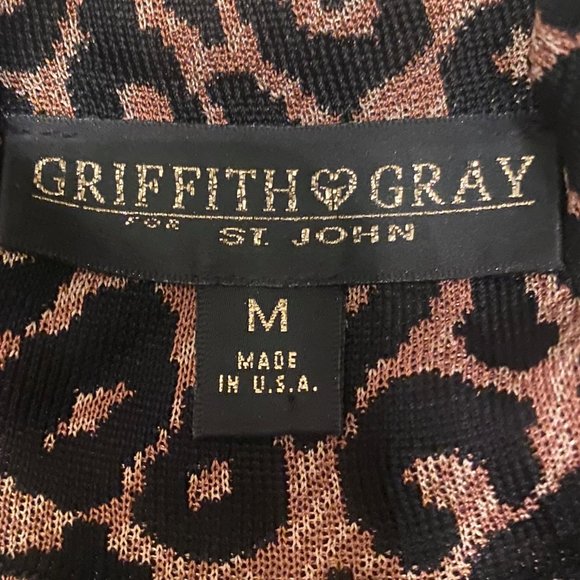 GRIFFITH GRAY
FOR ST. JOHN
M
MADE
IN U.S.A.